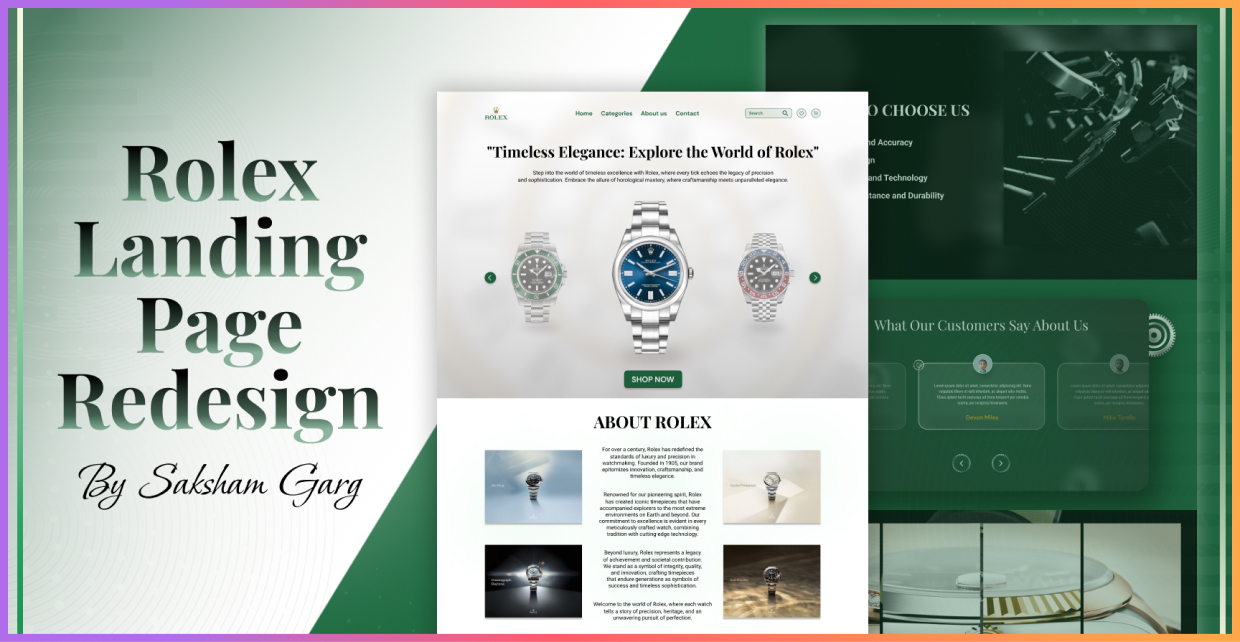 Rolex
Landing
Page
Redesign
By Saksham Garg
ROLEX
Home Categories About us Contact
Search
"Timeless Elegance: Explore the World of Rolex"
Step into the world of timeless excellence with Rolex, where every tick echoes the legacy of precision
and sophistication. Embrace the allure of horological mastery, where craftsmanship meets unparalleled elegance.
SHOP NOW
ABOUT ROLEX
For over a century, Rolex has redefined the
standards of luxury and precision in
watchmaking. Founded in 1905, our brand
epitomizes innovation, craftsmanship, and
timeless elegance.
Renowned for our pioneering spirit, Rolex
has created iconic timepieces that have
accompanied explorers to the most extreme
environments on Earth and beyond. Our
commitment to excellence is evident in every
meticulously crafted watch, combining
tradition with cutting-edge technology.
Beyond luxury, Rolex represents a legacy
of achievement and societal contribution.
We stand as a symbol of integrity, quality,
and innovation, crafting timepieces
that endure generations as symbols of
success and timeless sophistication.
Welcome to the world of Rolex, where each watch
tells a story of precision, heritage, and an
unwavering pursuit of perfection.
O CHOOSE US
nd Accuracy
gn
and Technology
tance and Durability
What Our Customers Say About Us
Devon Miles